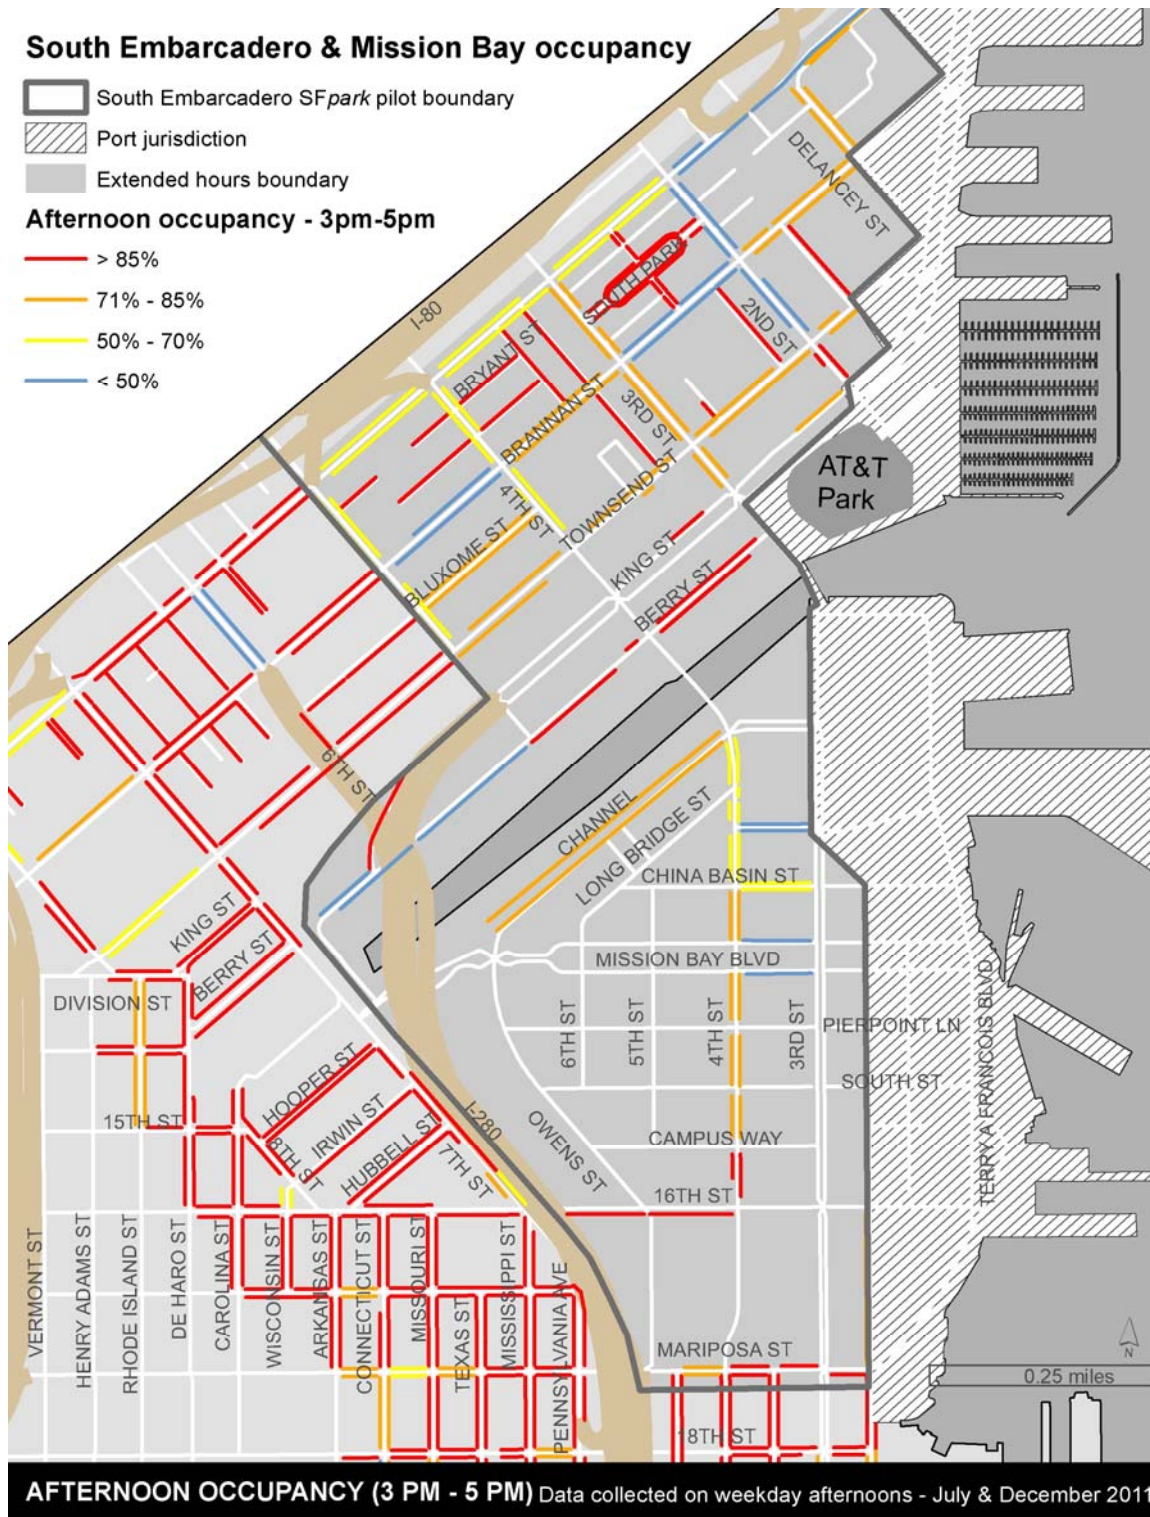 South Embarcadero & Mission Bay occupancy
South Embarcadero SFpark pilot boundary
Port jurisdiction
Extended hours boundary
Afternoon occupancy - 3pm-5pm
> 85%
71% - 85%
50% - 70%
< 50%
DELANCEY ST
SOUTH PARK
I-80
2ND ST
BRYANT ST
BRANNAN ST
3RD ST
AT&T
Park
TOWNSEND ST
4TH ST
BLUXOME ST
KING ST
BERRY ST
6TH ST
CHANNEL
LONG BRIDGE ST
CHINA BASIN ST
KING ST
BERRY ST
MISSION BAY BLVD
DIVISION ST
6TH ST
5TH ST
4TH ST
3RD ST
PIERPOINT LN
TERRY A FRANCOIS BLVD
SOUTH ST
HOOPER ST
I-280
15TH ST
8TH ST
IRWIN ST
HUBBELL ST
7TH ST
OWENS ST
CAMPUS WAY
16TH ST
VERMONT ST
HENRY ADAMS ST
RHODE ISLAND ST
DE HARO ST
CAROLINA ST
WISCONSIN ST
ARKANSAS ST
CONNECTICUT ST
MISSOURI ST
TEXAS ST
MISSISSIPPI ST
PENNSYLVANIA AVE
MARIPOSA ST
N
0.25 miles
18TH ST
AFTERNOON OCCUPANCY (3 PM - 5 PM) Data collected on weekday afternoons - July & December 2011